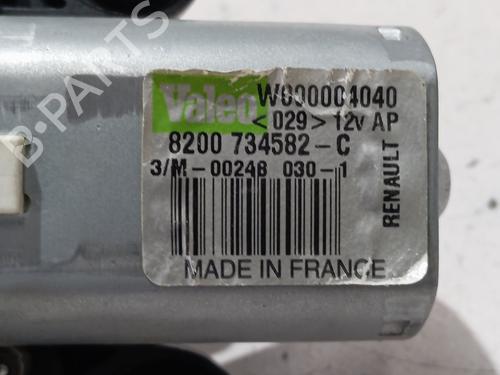 Valeo W000004040
<029> 12V AP
8200 734582-C
3/M-00248 030-1
RENAULT
MADE IN FRANCE
B-PARTS